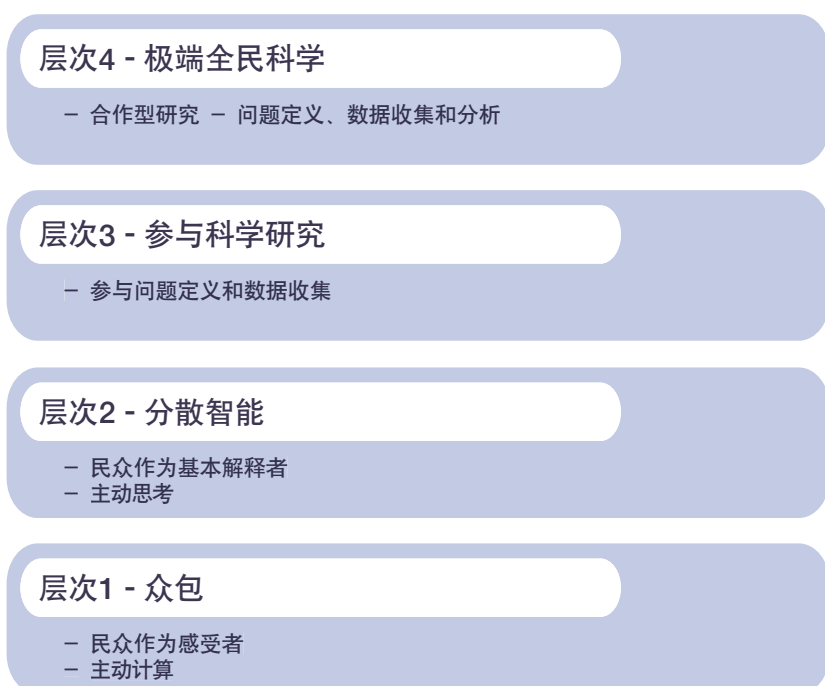 层次4 - 极端全民科学
– 合作型研究 – 问题定义、数据收集和分析
层次3 - 参与科学研究
– 参与问题定义和数据收集
层次2 - 分散智能
– 民众作为基本解释者
– 主动思考
层次1 - 众包
– 民众作为感受者
– 主动计算